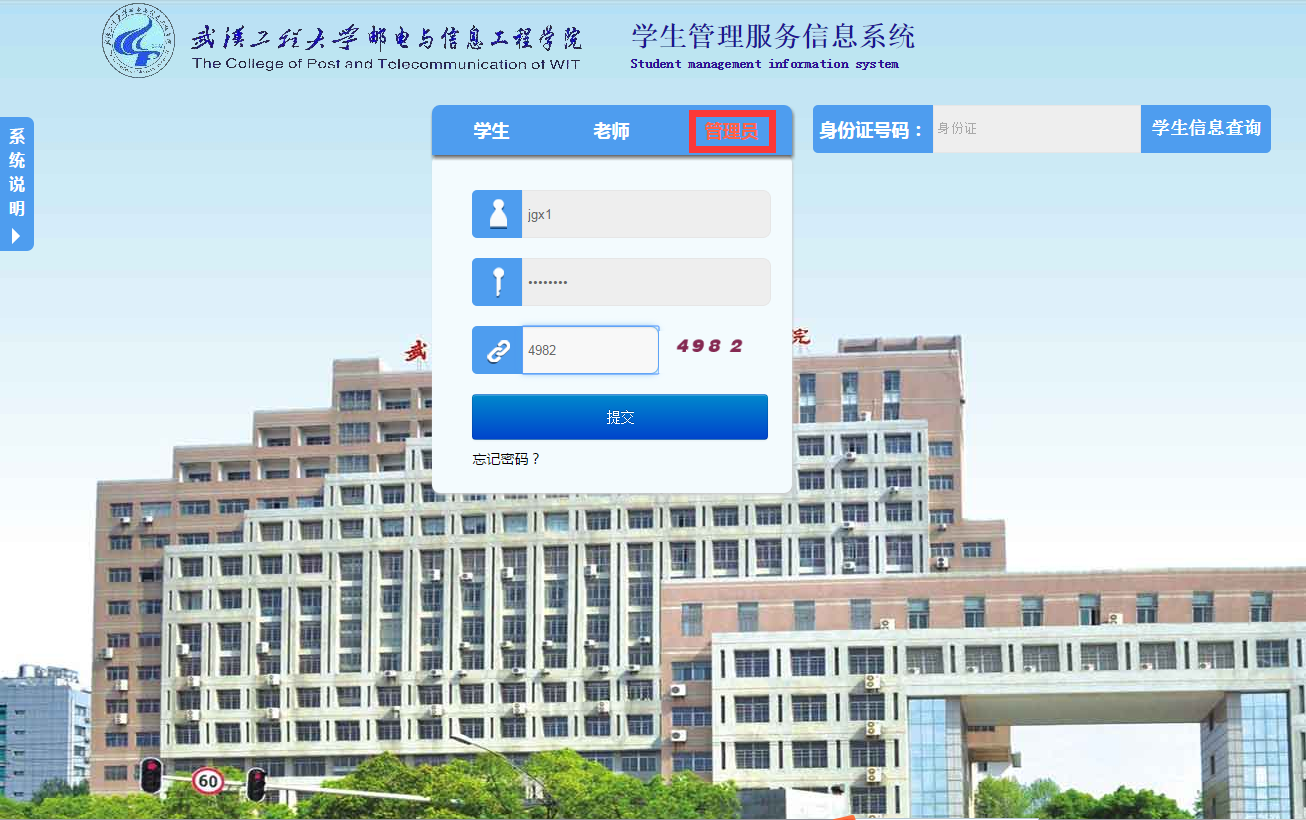 武汉工程大学邮电与信息工程学院
The College of Post and Telecommunication of WIT
学生管理服务信息系统
Student management information system
系统说明
学生 老师 管理员
身份证号码： 身份证 学生信息查询
jgx1
••••••••
4982 4982
提交
忘记密码？
武
院
60